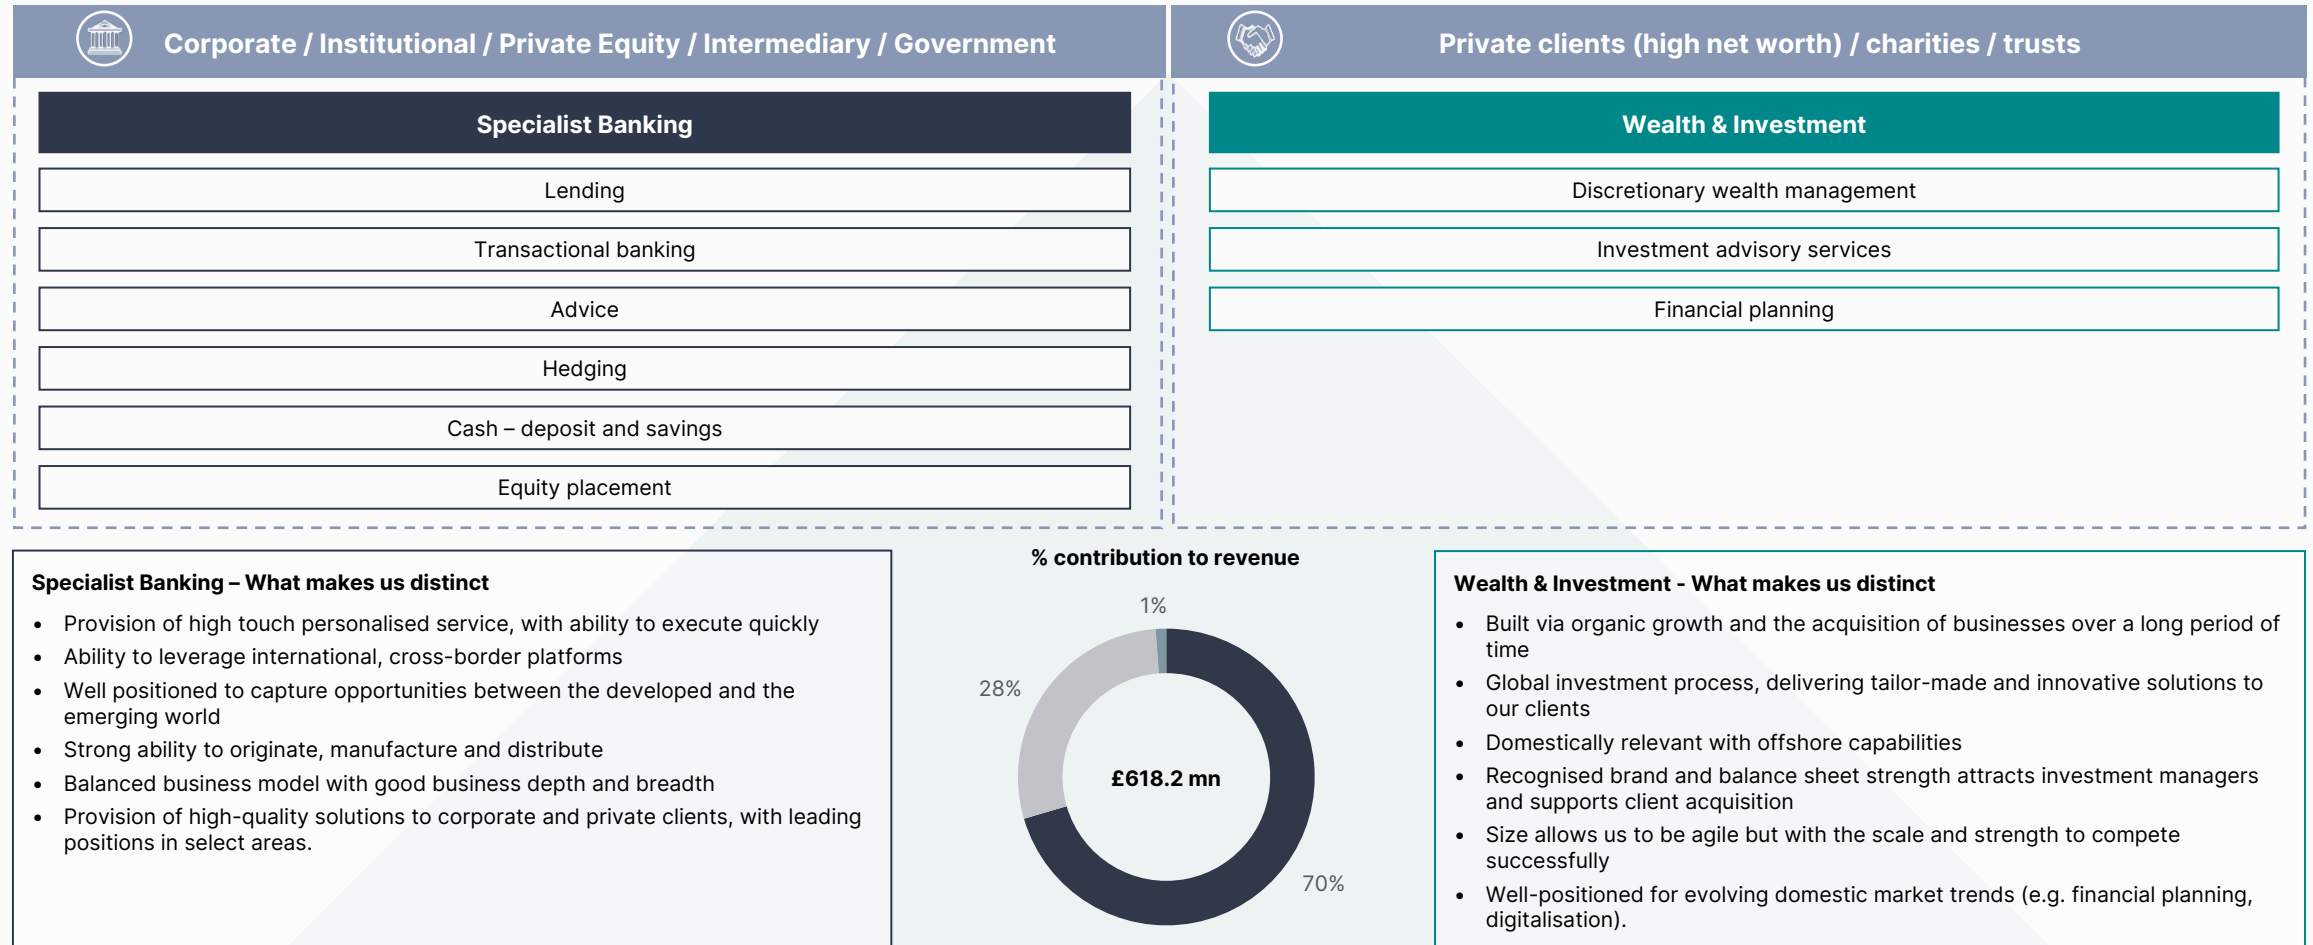 Corporate / Institutional / Private Equity / Intermediary / Government
Specialist Banking
Lending
Transactional banking
Advice
Hedging
Cash – deposit and savings
Equity placement
Private clients (high net worth) / charities / trusts
Wealth & Investment
Discretionary wealth management
Investment advisory services
Financial planning
Specialist Banking – What makes us distinct
• Provision of high touch personalised service, with ability to execute quickly
• Ability to leverage international, cross-border platforms
• Well positioned to capture opportunities between the developed and the
emerging world
• Strong ability to originate, manufacture and distribute
• Balanced business model with good business depth and breadth
• Provision of high-quality solutions to corporate and private clients, with leading
positions in select areas.
% contribution to revenue
1%
28%
£618.2 mn
70%
Wealth & Investment - What makes us distinct
• Built via organic growth and the acquisition of businesses over a long period of
time
• Global investment process, delivering tailor-made and innovative solutions to
our clients
• Domestically relevant with offshore capabilities
• Recognised brand and balance sheet strength attracts investment managers
and supports client acquisition
• Size allows us to be agile but with the scale and strength to compete
successfully
• Well-positioned for evolving domestic market trends (e.g. financial planning,
digitalisation).